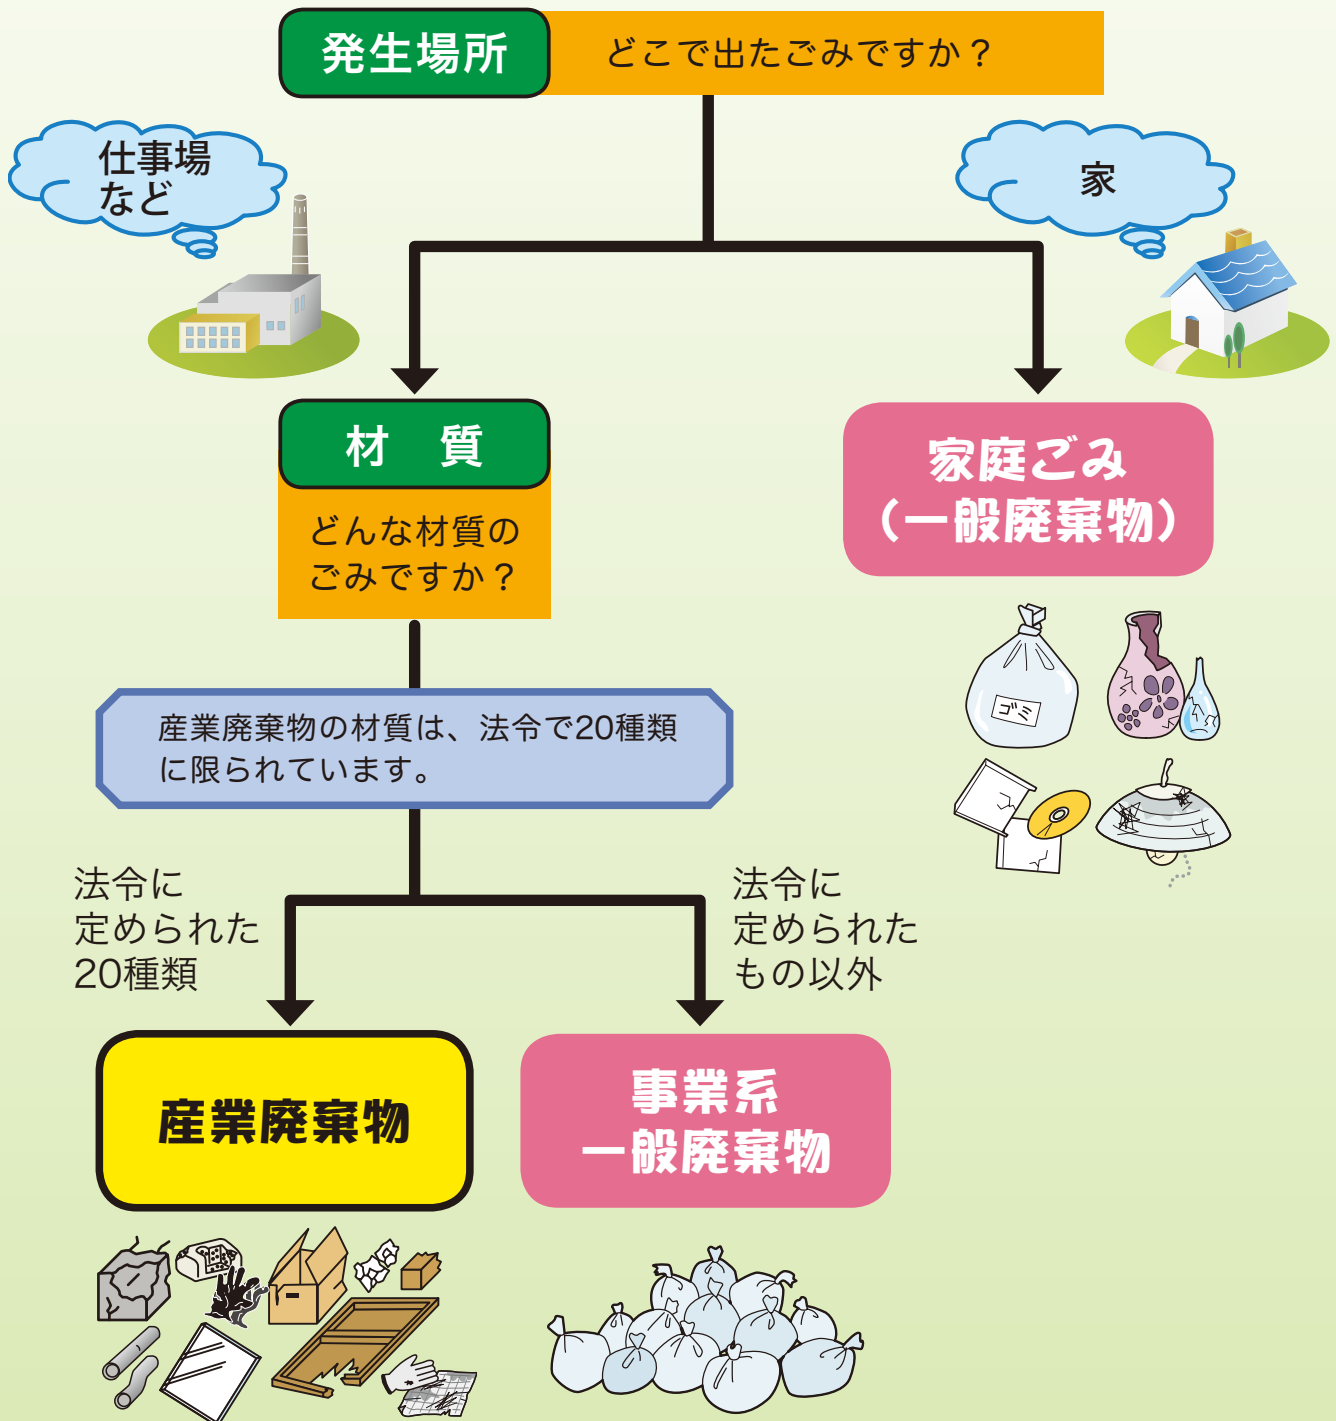 発生場所
どこで出たごみですか？
仕事場
など
家
材　質
どんな材質の
ごみですか？
家庭ごみ
（一般廃棄物）
ゴミ
産業廃棄物の材質は、法令で20種類
に限られています。
法令に
定められた
20種類
法令に
定められた
もの以外
産業廃棄物
事業系
一般廃棄物